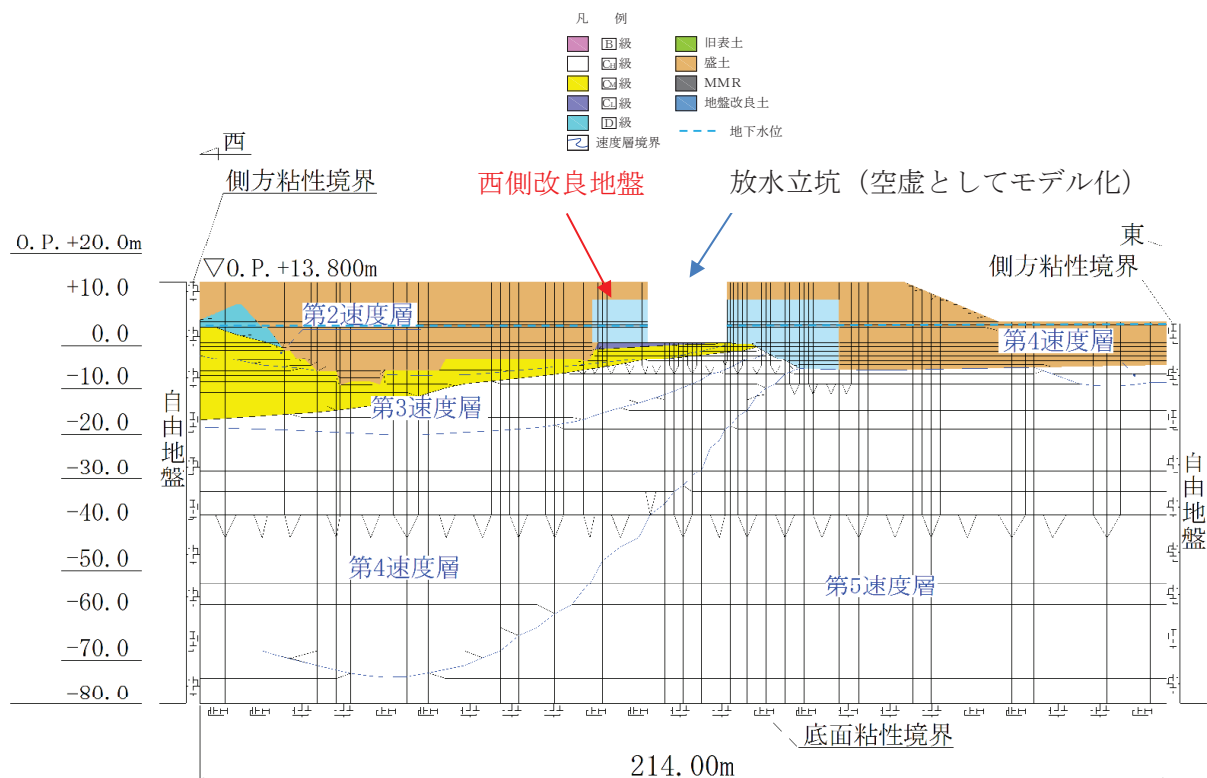 凡 例
B級
CH級
CM級
CL級
D級
速度層境界
旧表土
盛土
MMR
地盤改良土
地下水位
西
側方粘性境界
西側改良地盤
放水立坑（空虚としてモデル化）
東
側方粘性境界
O.P.+20.0m
▽O.P.+13.800m
+10.0
0.0
-10.0
-20.0
-30.0
-40.0
-50.0
-60.0
-70.0
-80.0
自由地盤
第2速度層
第4速度層
第3速度層
第4速度層
第5速度層
自由地盤
底面粘性境界
214.00m